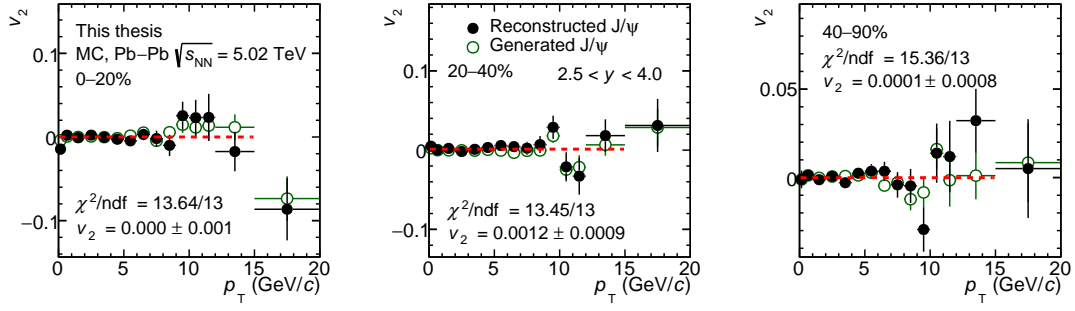 v2
0.1
0
−0.1
This thesis
MC, Pb−Pb √sNN = 5.02 TeV
0−20%
χ2/ndf = 13.64/13
v2 = 0.000 ± 0.001
0 5 10 15 20
pT (GeV/c)
v2
0.1
0
−0.1
Reconstructed J/ψ
Generated J/ψ
20−40% 2.5 < y < 4.0
χ2/ndf = 13.45/13
v2 = 0.0012 ± 0.0009
0 5 10 15 20
pT (GeV/c)
v2
0.05
0
40−90%
χ2/ndf = 15.36/13
v2 = 0.0001 ± 0.0008
0 5 10 15 20
pT (GeV/c)